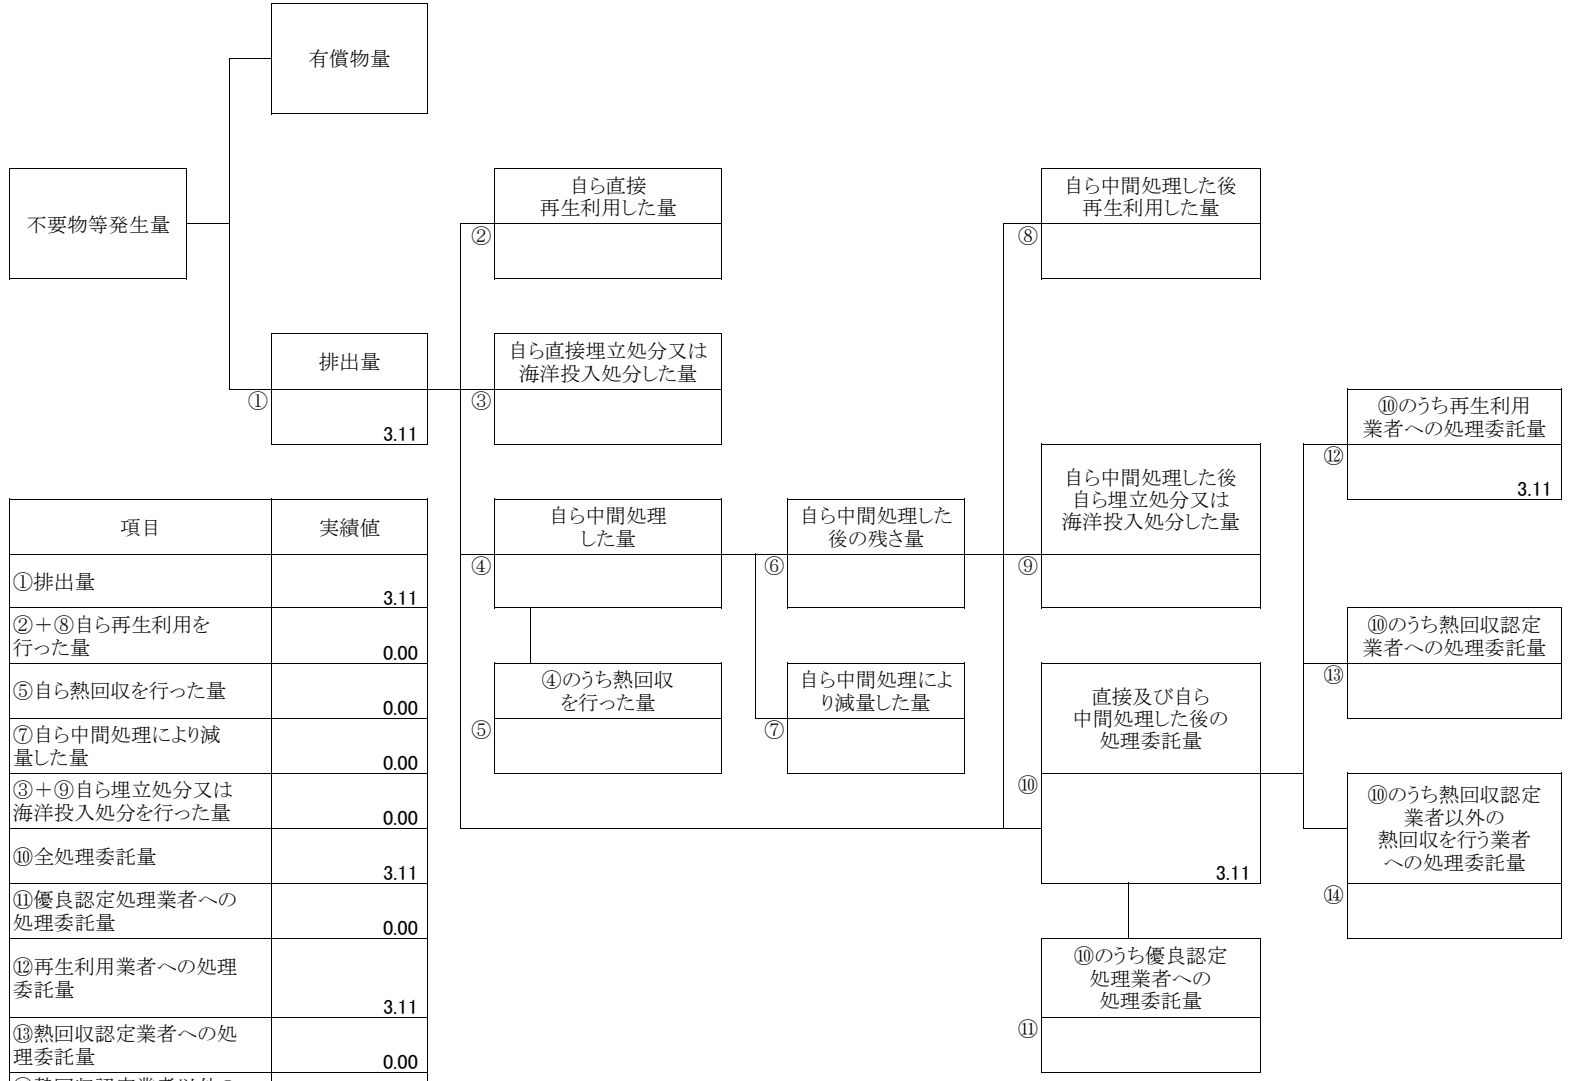 有償物量
不要物等発生量
自ら直接
再生利用した量
②
自ら中間処理した後
再生利用した量
⑧
排出量
①
3.11
自ら直接埋立処分又は
海洋投入処分した量
③
⑩のうち再生利用
業者への処理委託量
⑫
3.11
自ら中間処理
した量
④
自ら中間処理した
後の残さ量
⑥
自ら中間処理した後
自ら埋立処分又は
海洋投入処分した量
⑨
④のうち熱回収
を行った量
⑤
自ら中間処理によ
り減量した量
⑦
直接及び自ら
中間処理した後の
処理委託量
⑩
3.11
⑩のうち熱回収認定
業者への処理委託量
⑬
⑩のうち熱回収認定
業者以外の
熱回収を行う業者
への処理委託量
⑭
⑩のうち優良認定
処理業者への
処理委託量
⑪
項目
実績値
①排出量
3.11
②＋⑧自ら再生利用を
行った量
0.00
⑤自ら熱回収を行った量
0.00
⑦自ら中間処理により減
量した量
0.00
③＋⑨自ら埋立処分又は
海洋投入処分を行った量
0.00
⑩全処理委託量
3.11
⑪優良認定処理業者への
処理委託量
0.00
⑫再生利用業者への処理
委託量
3.11
⑬熱回収認定業者への処
理委託量
0.00